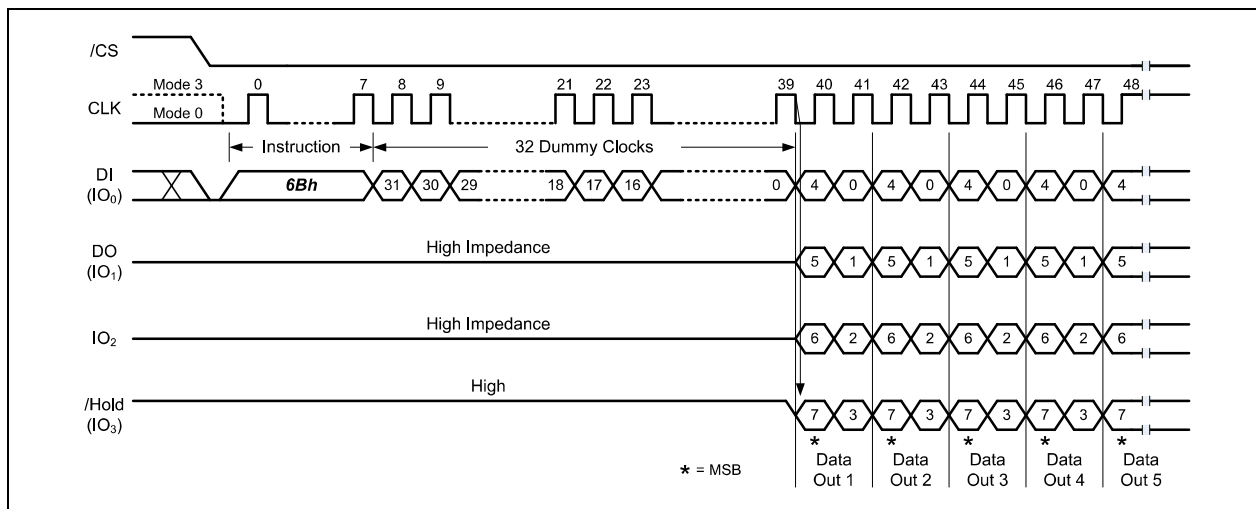 /CS
Mode 3 0 7 8 9 21 22 23 39 40 41 42 43 44 45 46 47 48
CLK
Mode 0
Instruction 32 Dummy Clocks
DI
(IO0)
6Bh 31 30 29 18 17 16 0 4 0 4 0 4 0 4 0 4
DO
(IO1)
High Impedance
5 1 5 1 5 1 5 1 5
IO2
High Impedance
6 2 6 2 6 2 6 2 6
/Hold
(IO3)
High
7 3 7 3 7 3 7 3 7
* * * * *
* = MSB
Data Out 1
Data Out 2
Data Out 3
Data Out 4
Data Out 5